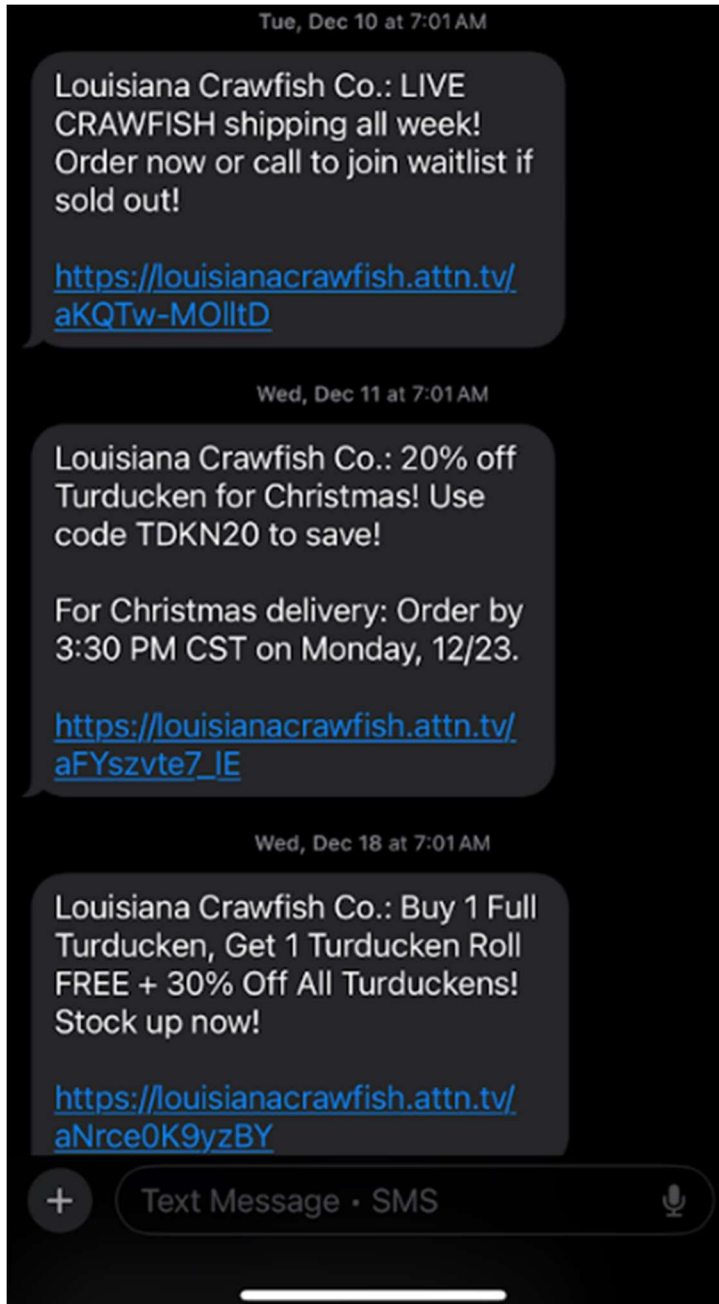 Tue, Dec 10 at 7:01 AM
Louisiana Crawfish Co.: LIVE
CRAWFISH shipping all week!
Order now or call to join waitlist if
sold out!
https://louisianacrawfish.attn.tv/
aKQTw-MOlltD
Wed, Dec 11 at 7:01 AM
Louisiana Crawfish Co.: 20% off
Turducken for Christmas! Use
code TDKN20 to save!
For Christmas delivery: Order by
3:30 PM CST on Monday, 12/23.
https://louisianacrawfish.attn.tv/
aFYszvte7_lE
Wed, Dec 18 at 7:01 AM
Louisiana Crawfish Co.: Buy 1 Full
Turducken, Get 1 Turducken Roll
FREE + 30% Off All Turduckens!
Stock up now!
https://louisianacrawfish.attn.tv/
aNrce0K9yzBY
Text Message • SMS